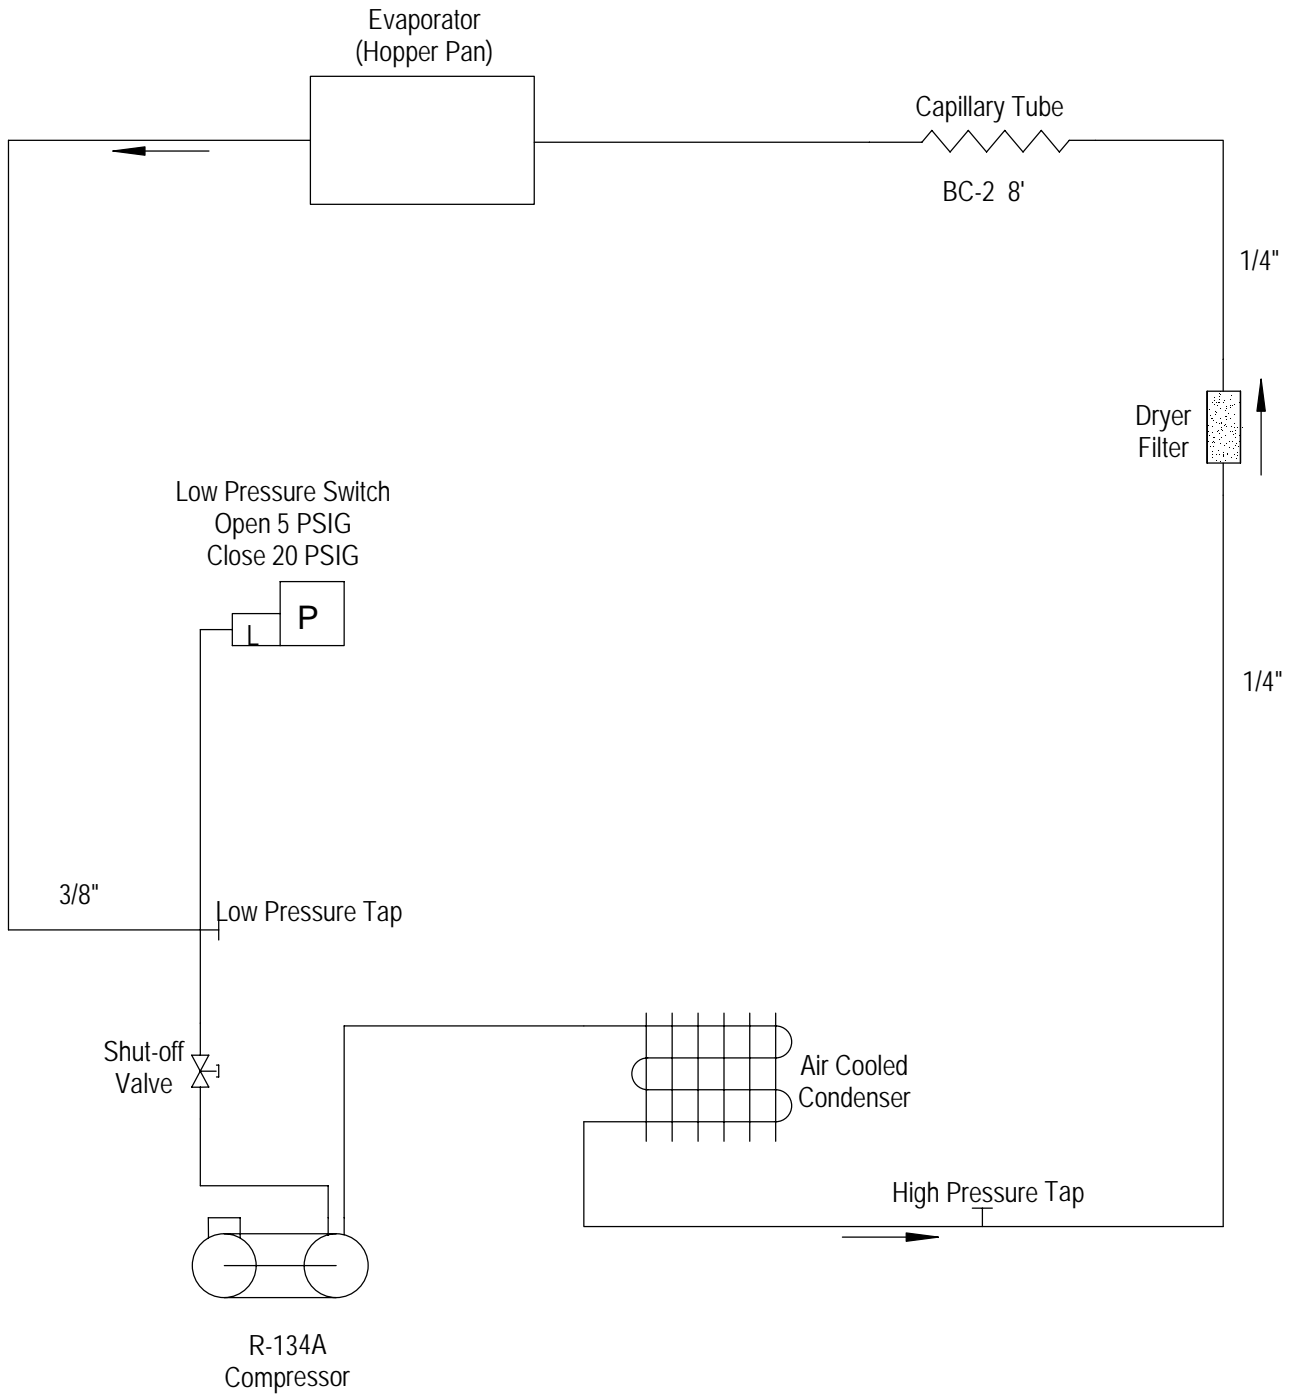 Evaporator
(Hopper Pan)
Capillary Tube
BC-2 8'
1/4"
Dryer
Filter
Low Pressure Switch
Open 5 PSIG
Close 20 PSIG
P
L
1/4"
3/8"
Low Pressure Tap
Shut-off
Valve
Air Cooled
Condenser
High Pressure Tap
R-134A
Compressor